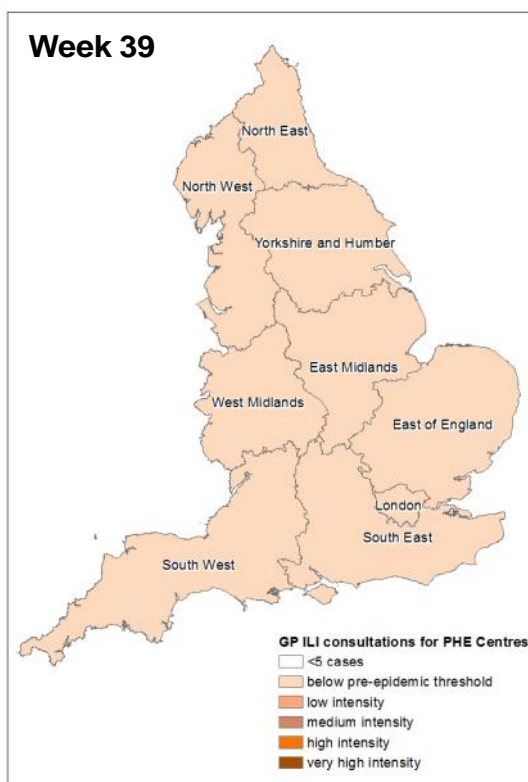 Week 39
North East
North West
Yorkshire and Humber
East Midlands
West Midlands
East of England
London
South East
South West
GP ILI consultations for PHE Centres
<5 cases
below pre-epidemic threshold
low intensity
medium intensity
high intensity
very high intensity